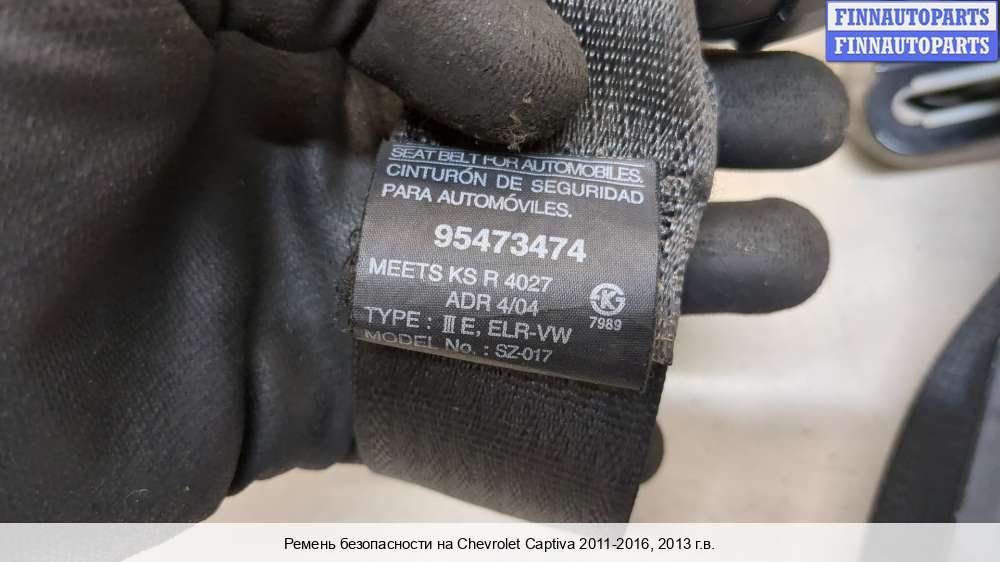 FINNAUTOPARTS
FINNAUTOPARTS
SEAT BELT FOR AUTOMOBILES.
CINTURÓN DE SEGURIDAD
PARA AUTOMÓVILES.
95473474
MEETS KS R 4027
ADR 4/04
TYPE : ⅢE, ELR-VW
MODEL No. : SZ-017
7989
Ремень безопасности на Chevrolet Captiva 2011-2016, 2013 г.в.